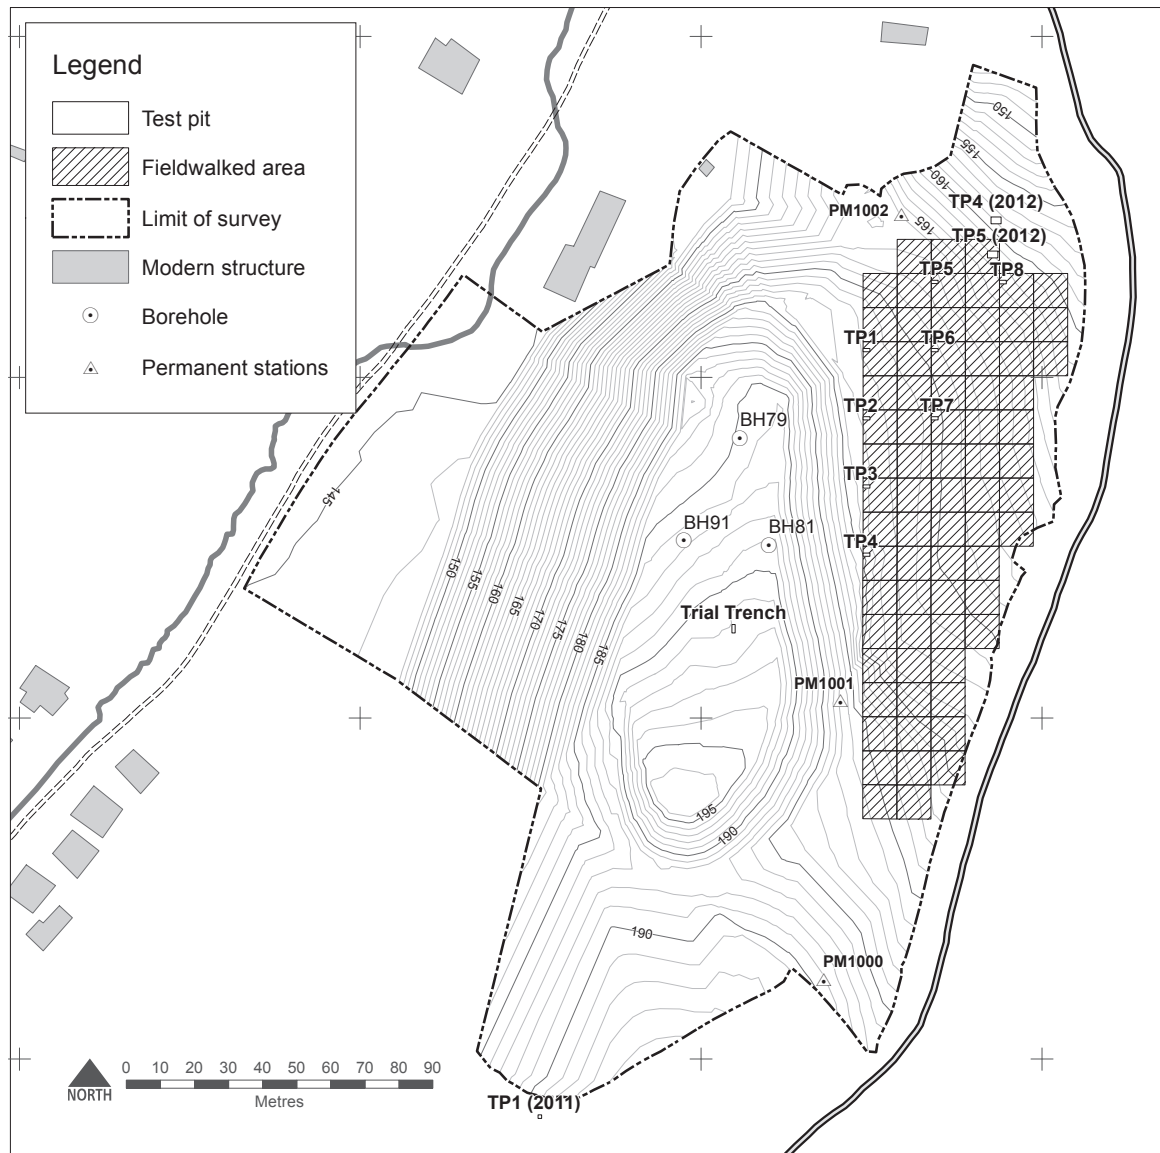 Legend
Test pit
Fieldwalked area
Limit of survey
Modern structure
Borehole
Permanent stations
150
155
160
165
PM1002
TP4 (2012)
TP5 (2012)
TP5
TP8
TP1
TP6
TP2
TP7
BH79
TP3
145
BH91
BH81
TP4
150
155
160
165
170
175
180
185
Trial Trench
PM1001
195
190
190
PM1000
NORTH
0 10 20 30 40 50 60 70 80 90
Metres
TP1 (2011)